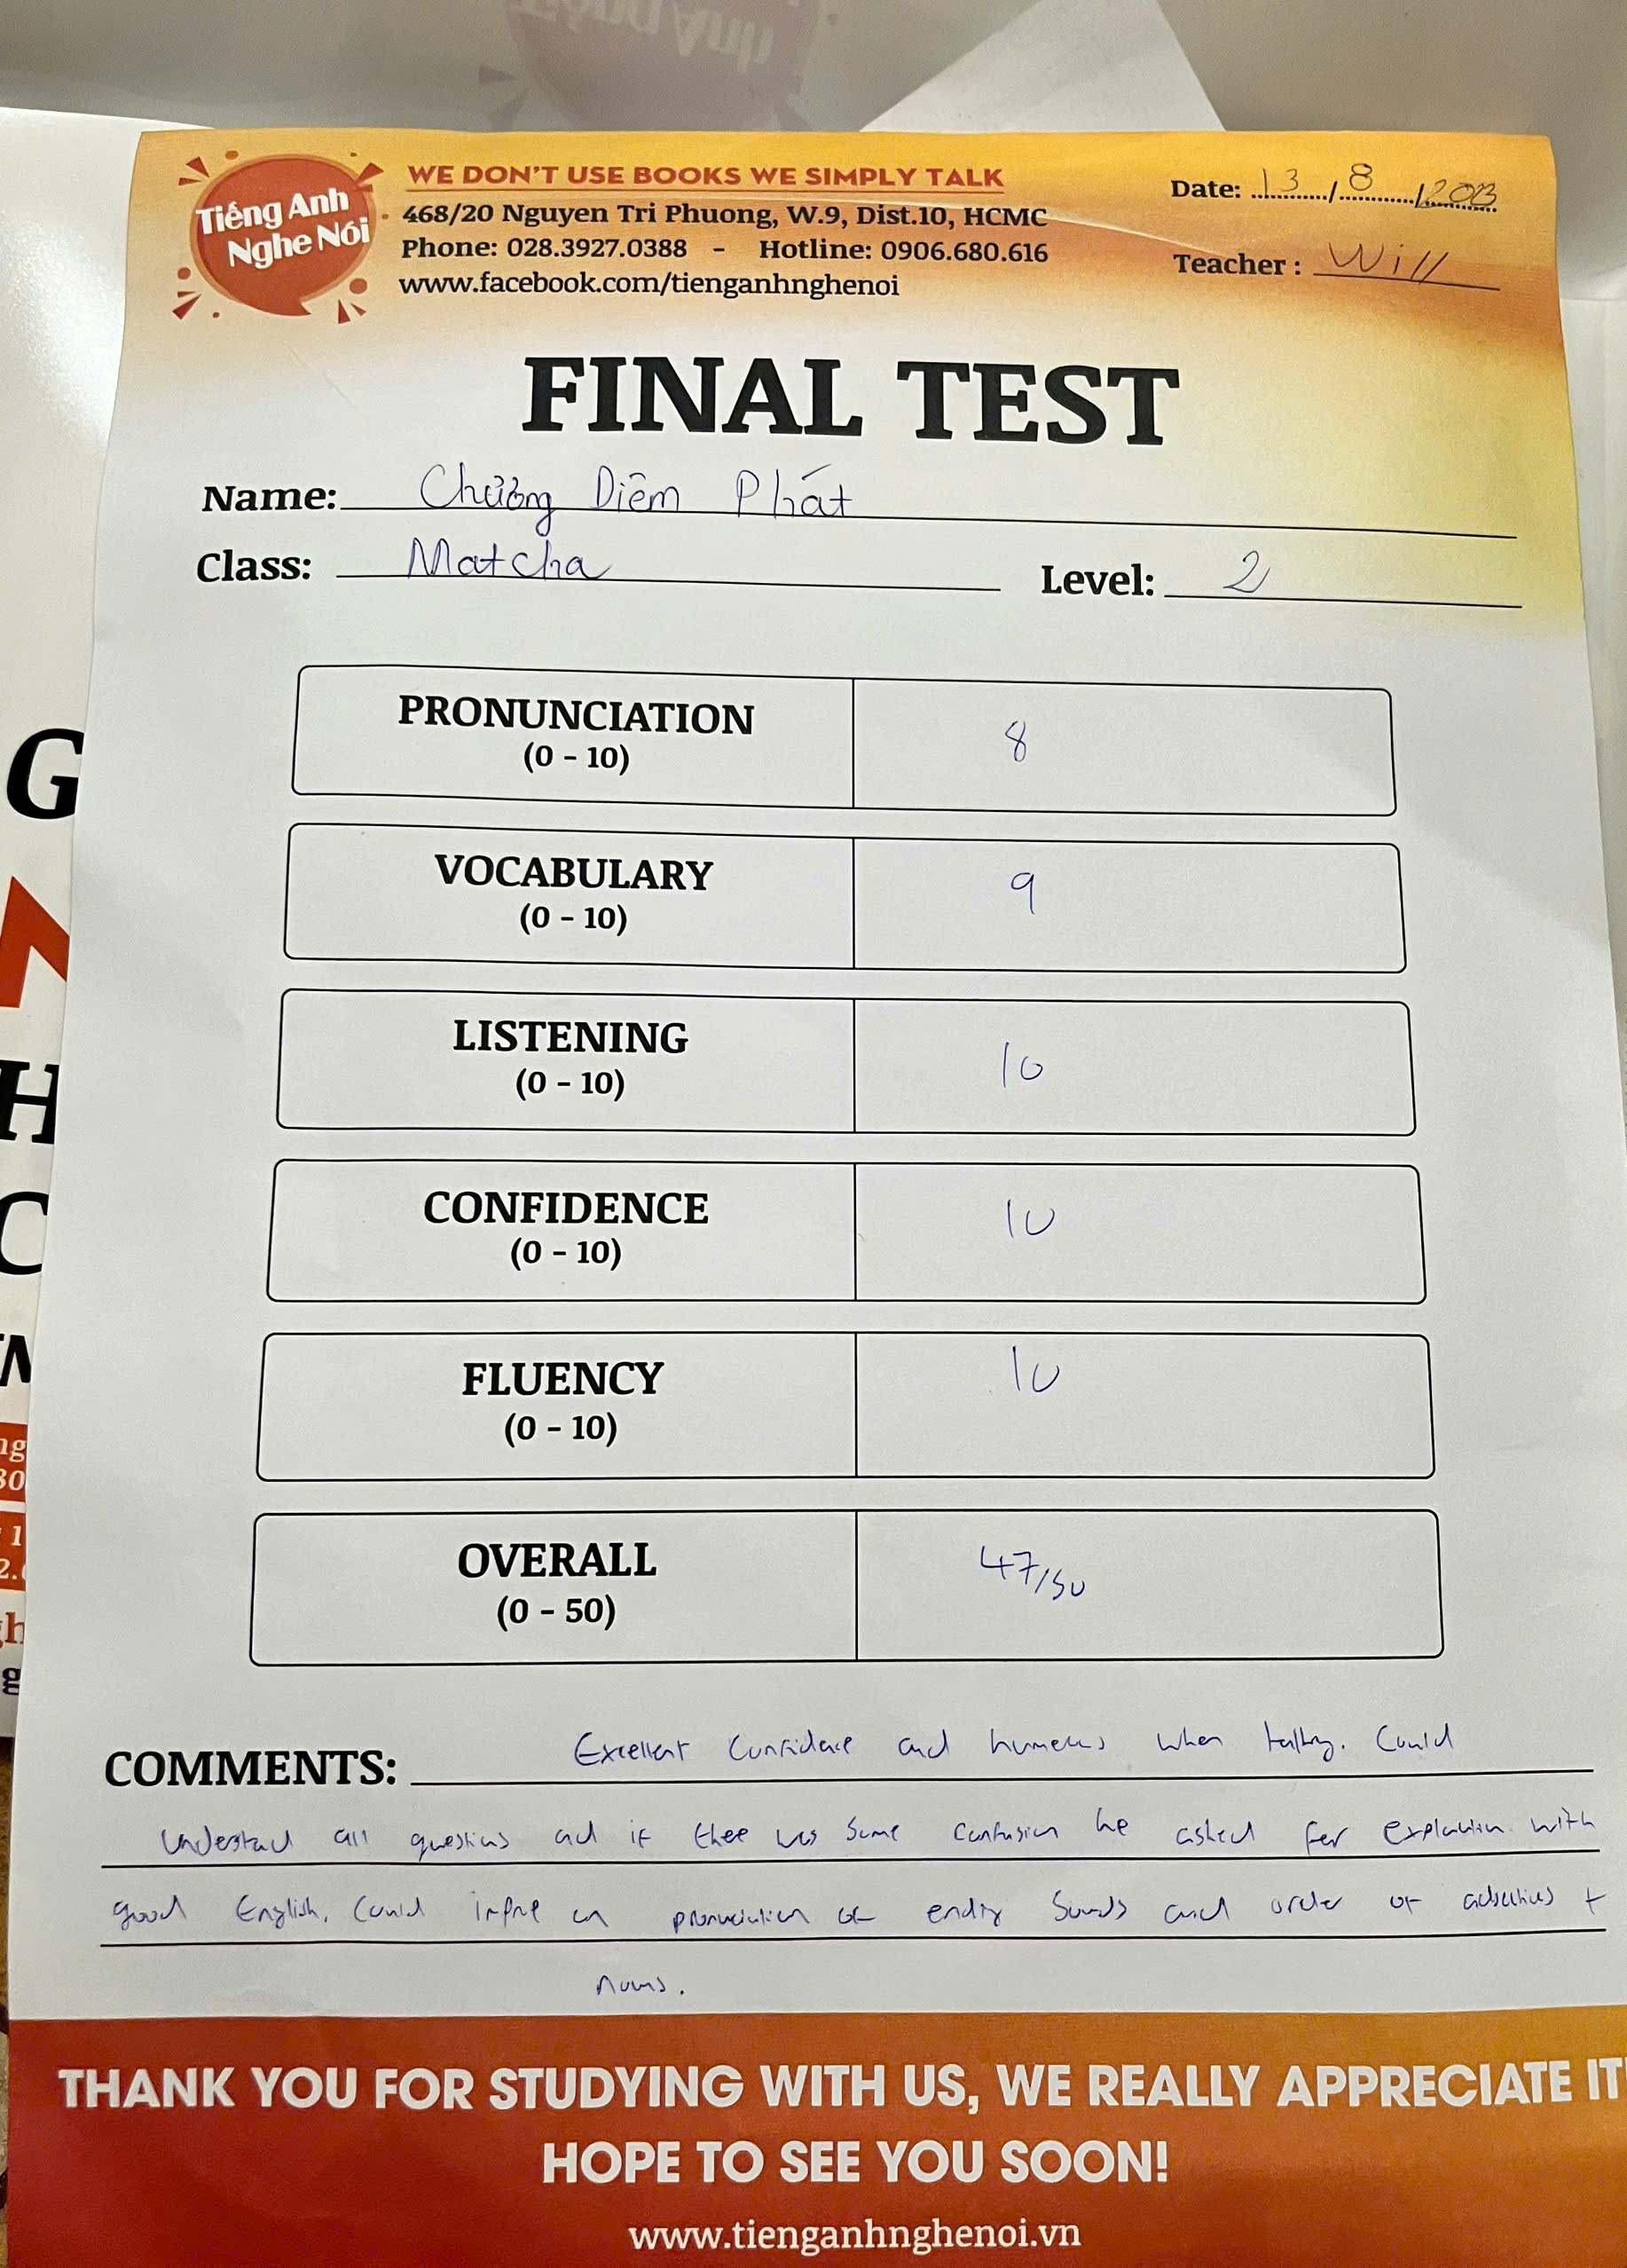 Tiếng Anh
Nghe Nói
WE DON'T USE BOOKS WE SIMPLY TALK
468/20 Nguyen Tri Phuong, W.9, Dist.10, HCMC
Phone: 028.3927.0388 - Hotline: 0906.680.616
www.facebook.com/tienganhnghenoi
Date: 13/8/2023
Teacher: Will
FINAL TEST
Name: Chưởng Diêm Phát
Class: Matcha Level: 2
PRONUNCIATION
(0 - 10)
8
VOCABULARY
(0 - 10)
9
LISTENING
(0 - 10)
10
CONFIDENCE
(0 - 10)
10
FLUENCY
(0 - 10)
10
OVERALL
(0 - 50)
47/50
COMMENTS: Excellent Confidence and humerus when talking. Could
Understand all questions and if there was some confusion he asked for explanation with
good English. Could improve on pronunciation of ending Sounds and order of adjectives +
nouns.
THANK YOU FOR STUDYING WITH US, WE REALLY APPRECIATE IT
HOPE TO SEE YOU SOON!
www.tienganhnghenoi.vn